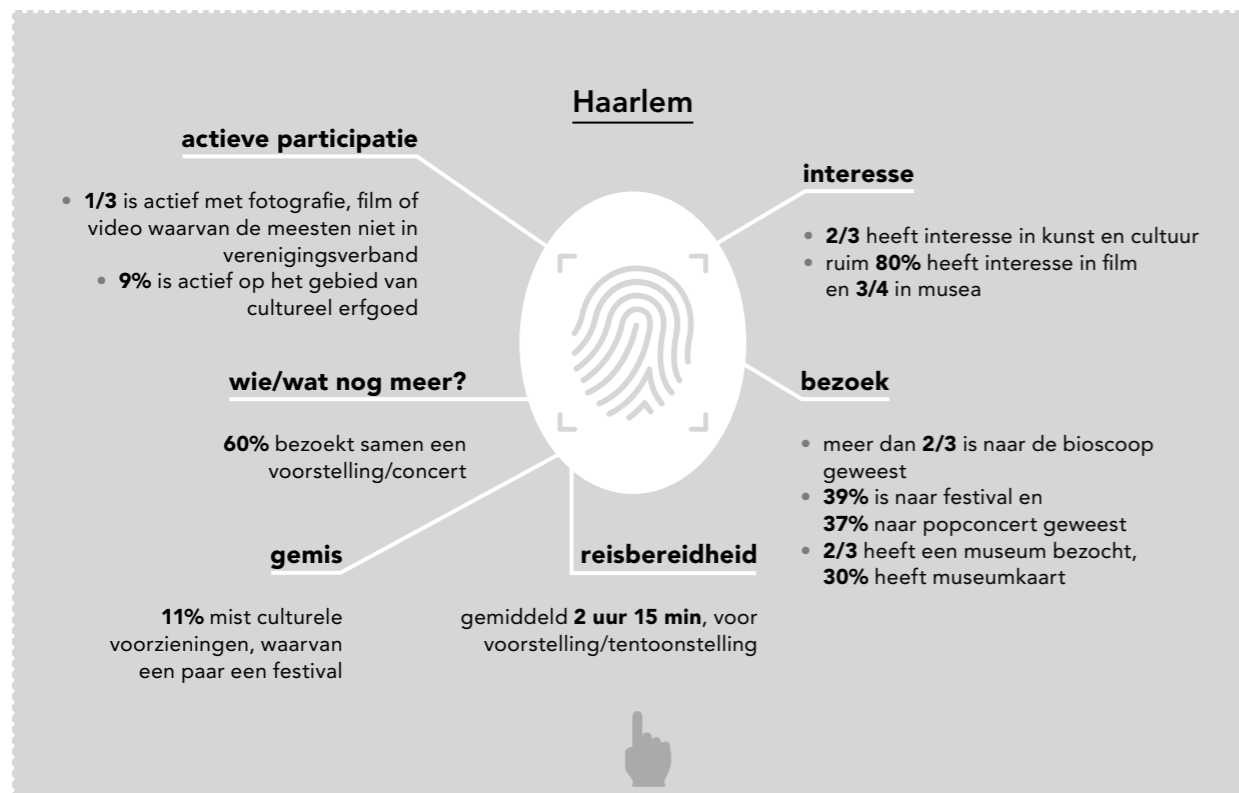 Haarlem
actieve participatie
• 1/3 is actief met fotografie, film of
video waarvan de meesten niet in
verenigingsverband
• 9% is actief op het gebied van
cultureel erfgoed
interesse
• 2/3 heeft interesse in kunst en cultuur
• ruim 80% heeft interesse in film
en 3/4 in musea
wie/wat nog meer?
60% bezoekt samen een
voorstelling/concert
bezoek
• meer dan 2/3 is naar de bioscoop
geweest
• 39% is naar festival en
37% naar popconcert geweest
• 2/3 heeft een museum bezocht,
30% heeft museumkaart
gemis
11% mist culturele
voorzieningen, waarvan
een paar een festival
reisbereidheid
gemiddeld 2 uur 15 min, voor
voorstelling/tentoonstelling